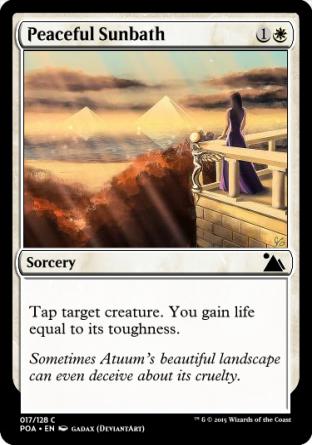 Peaceful Sunbath 1
Sorcery
Tap target creature. You gain life
equal to its toughness.
Sometimes Atuum's beautiful landscape
can even deceive about its cruelty.
017/128 C
POA • EN GADAX (DEVIANTART)
™ & © 2015 Wizards of the Coast